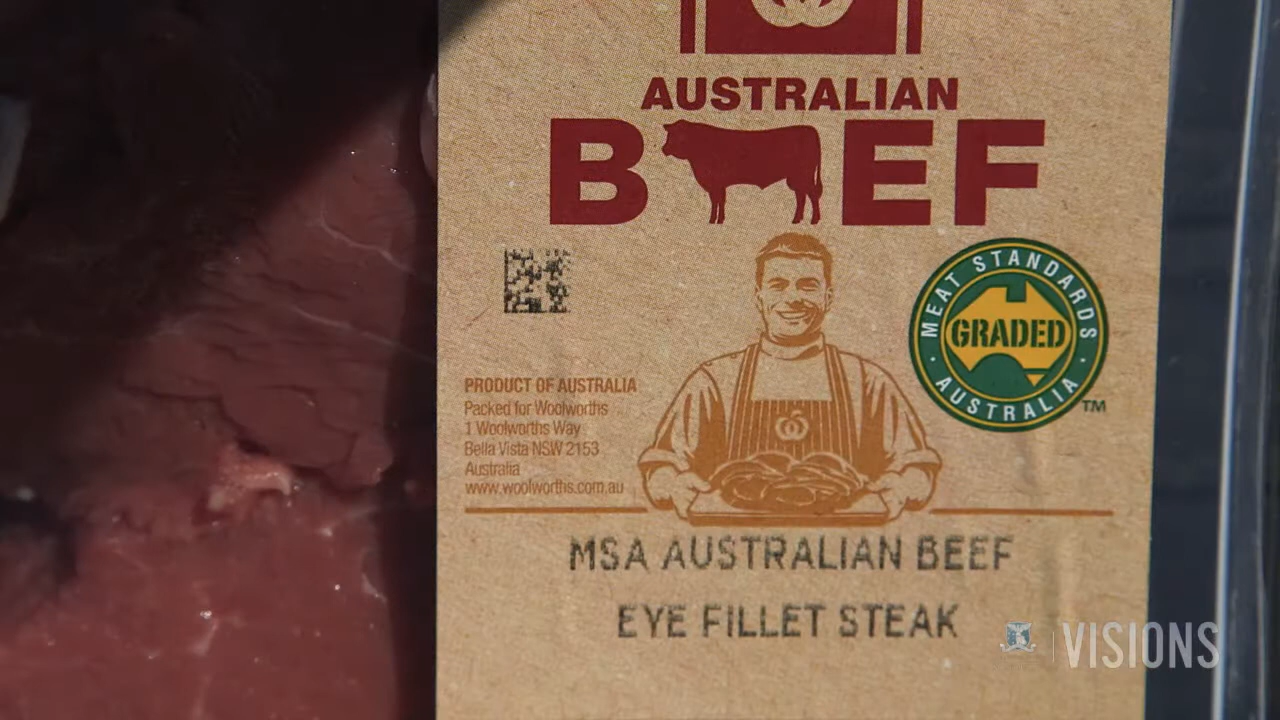 AUSTRALIAN
BEEF
MEAT STANDARDS
GRADED
AUSTRALIA
TM
PRODUCT OF AUSTRALIA
Packed for Woolworths
1 Woolworths Way
Bella Vista NSW 2153
Australia
www.woolworths.com.au
MSA AUSTRALIAN BEEF
EYE FILLET STEAK
VISIONS